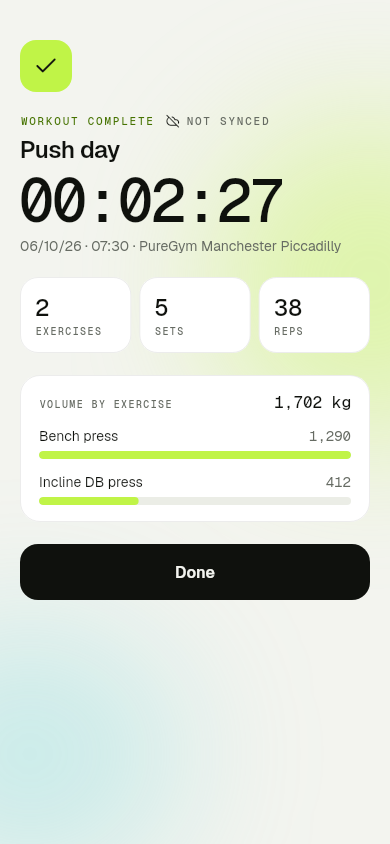 WORKOUT COMPLETE NOT SYNCED
Push day
00:02:27
06/10/26 · 07:30 · PureGym Manchester Piccadilly
2 5 38
EXERCISES SETS REPS
VOLUME BY EXERCISE 1,702 kg
Bench press 1,290
Incline DB press 412
Done